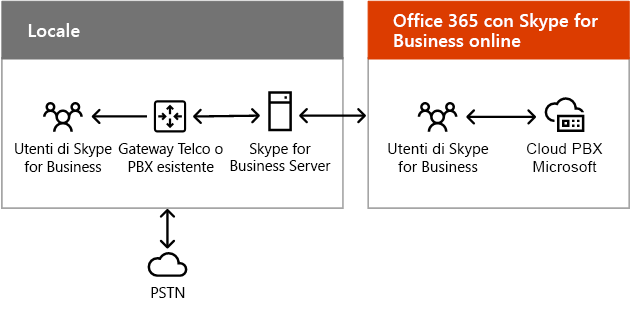 Locale
Office 365 con Skype for
Business online
Utenti di Skype
for Business
Gateway Telco o
PBX esistente
Skype for
Business Server
Utenti di Skype
for Business
Cloud PBX
Microsoft
PSTN